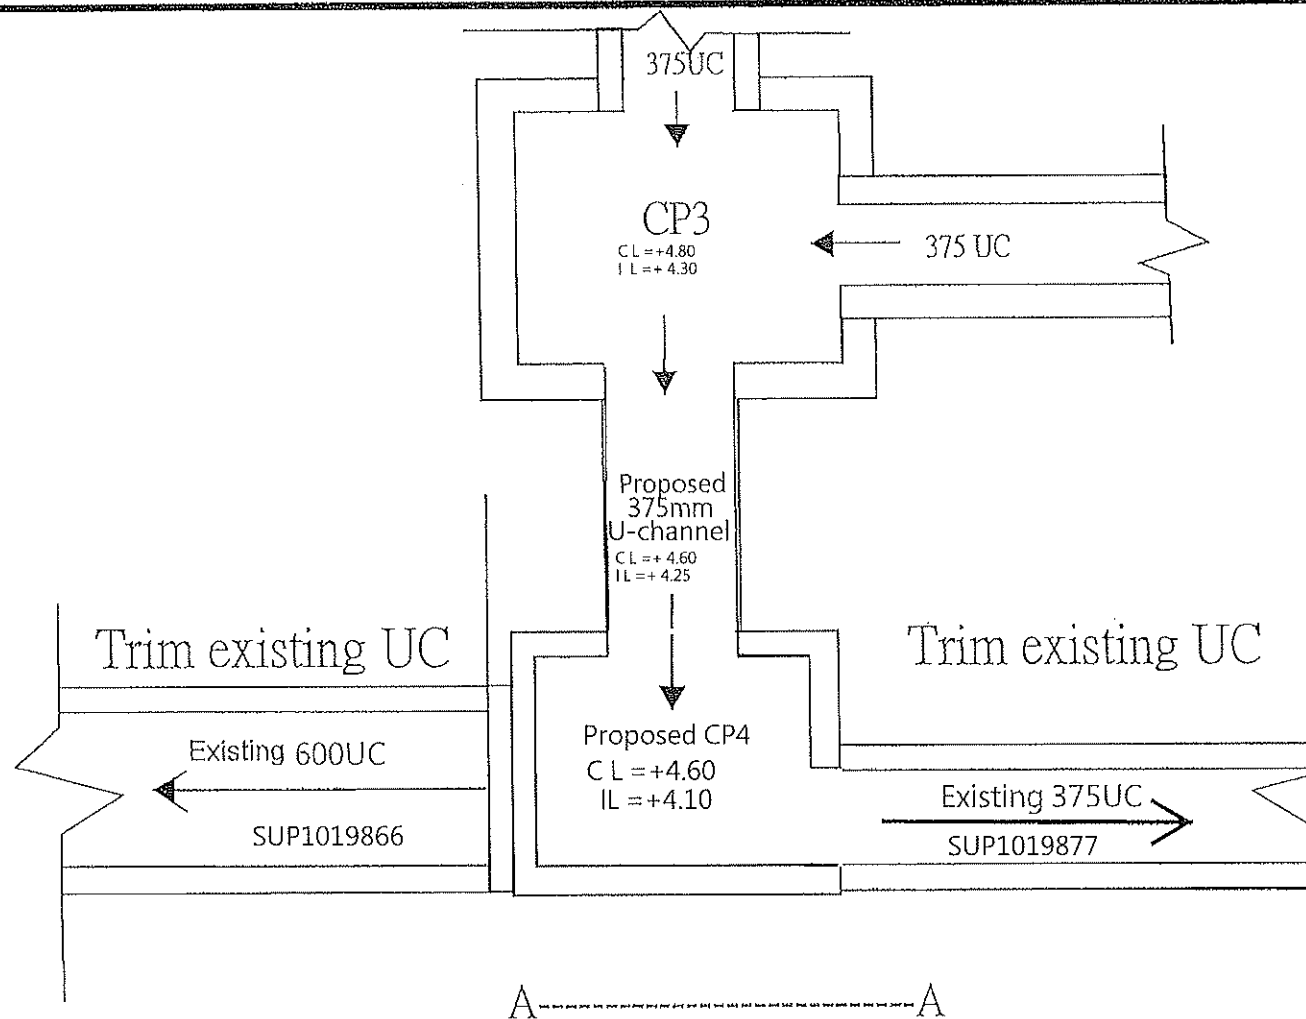 375UC
CP3
C L =+4.80
I L =+ 4.30
375 UC
Proposed
375mm
U-channel
C L =+ 4.60
I L =+ 4.25
Trim existing UC
Trim existing UC
Existing 600UC
SUP1019866
Proposed CP4
C L =+4.60
IL =+4.10
Existing 375UC
SUP1019877
A
A